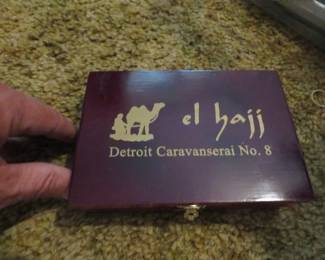 el hajj
Detroit Caravanserai No. 8